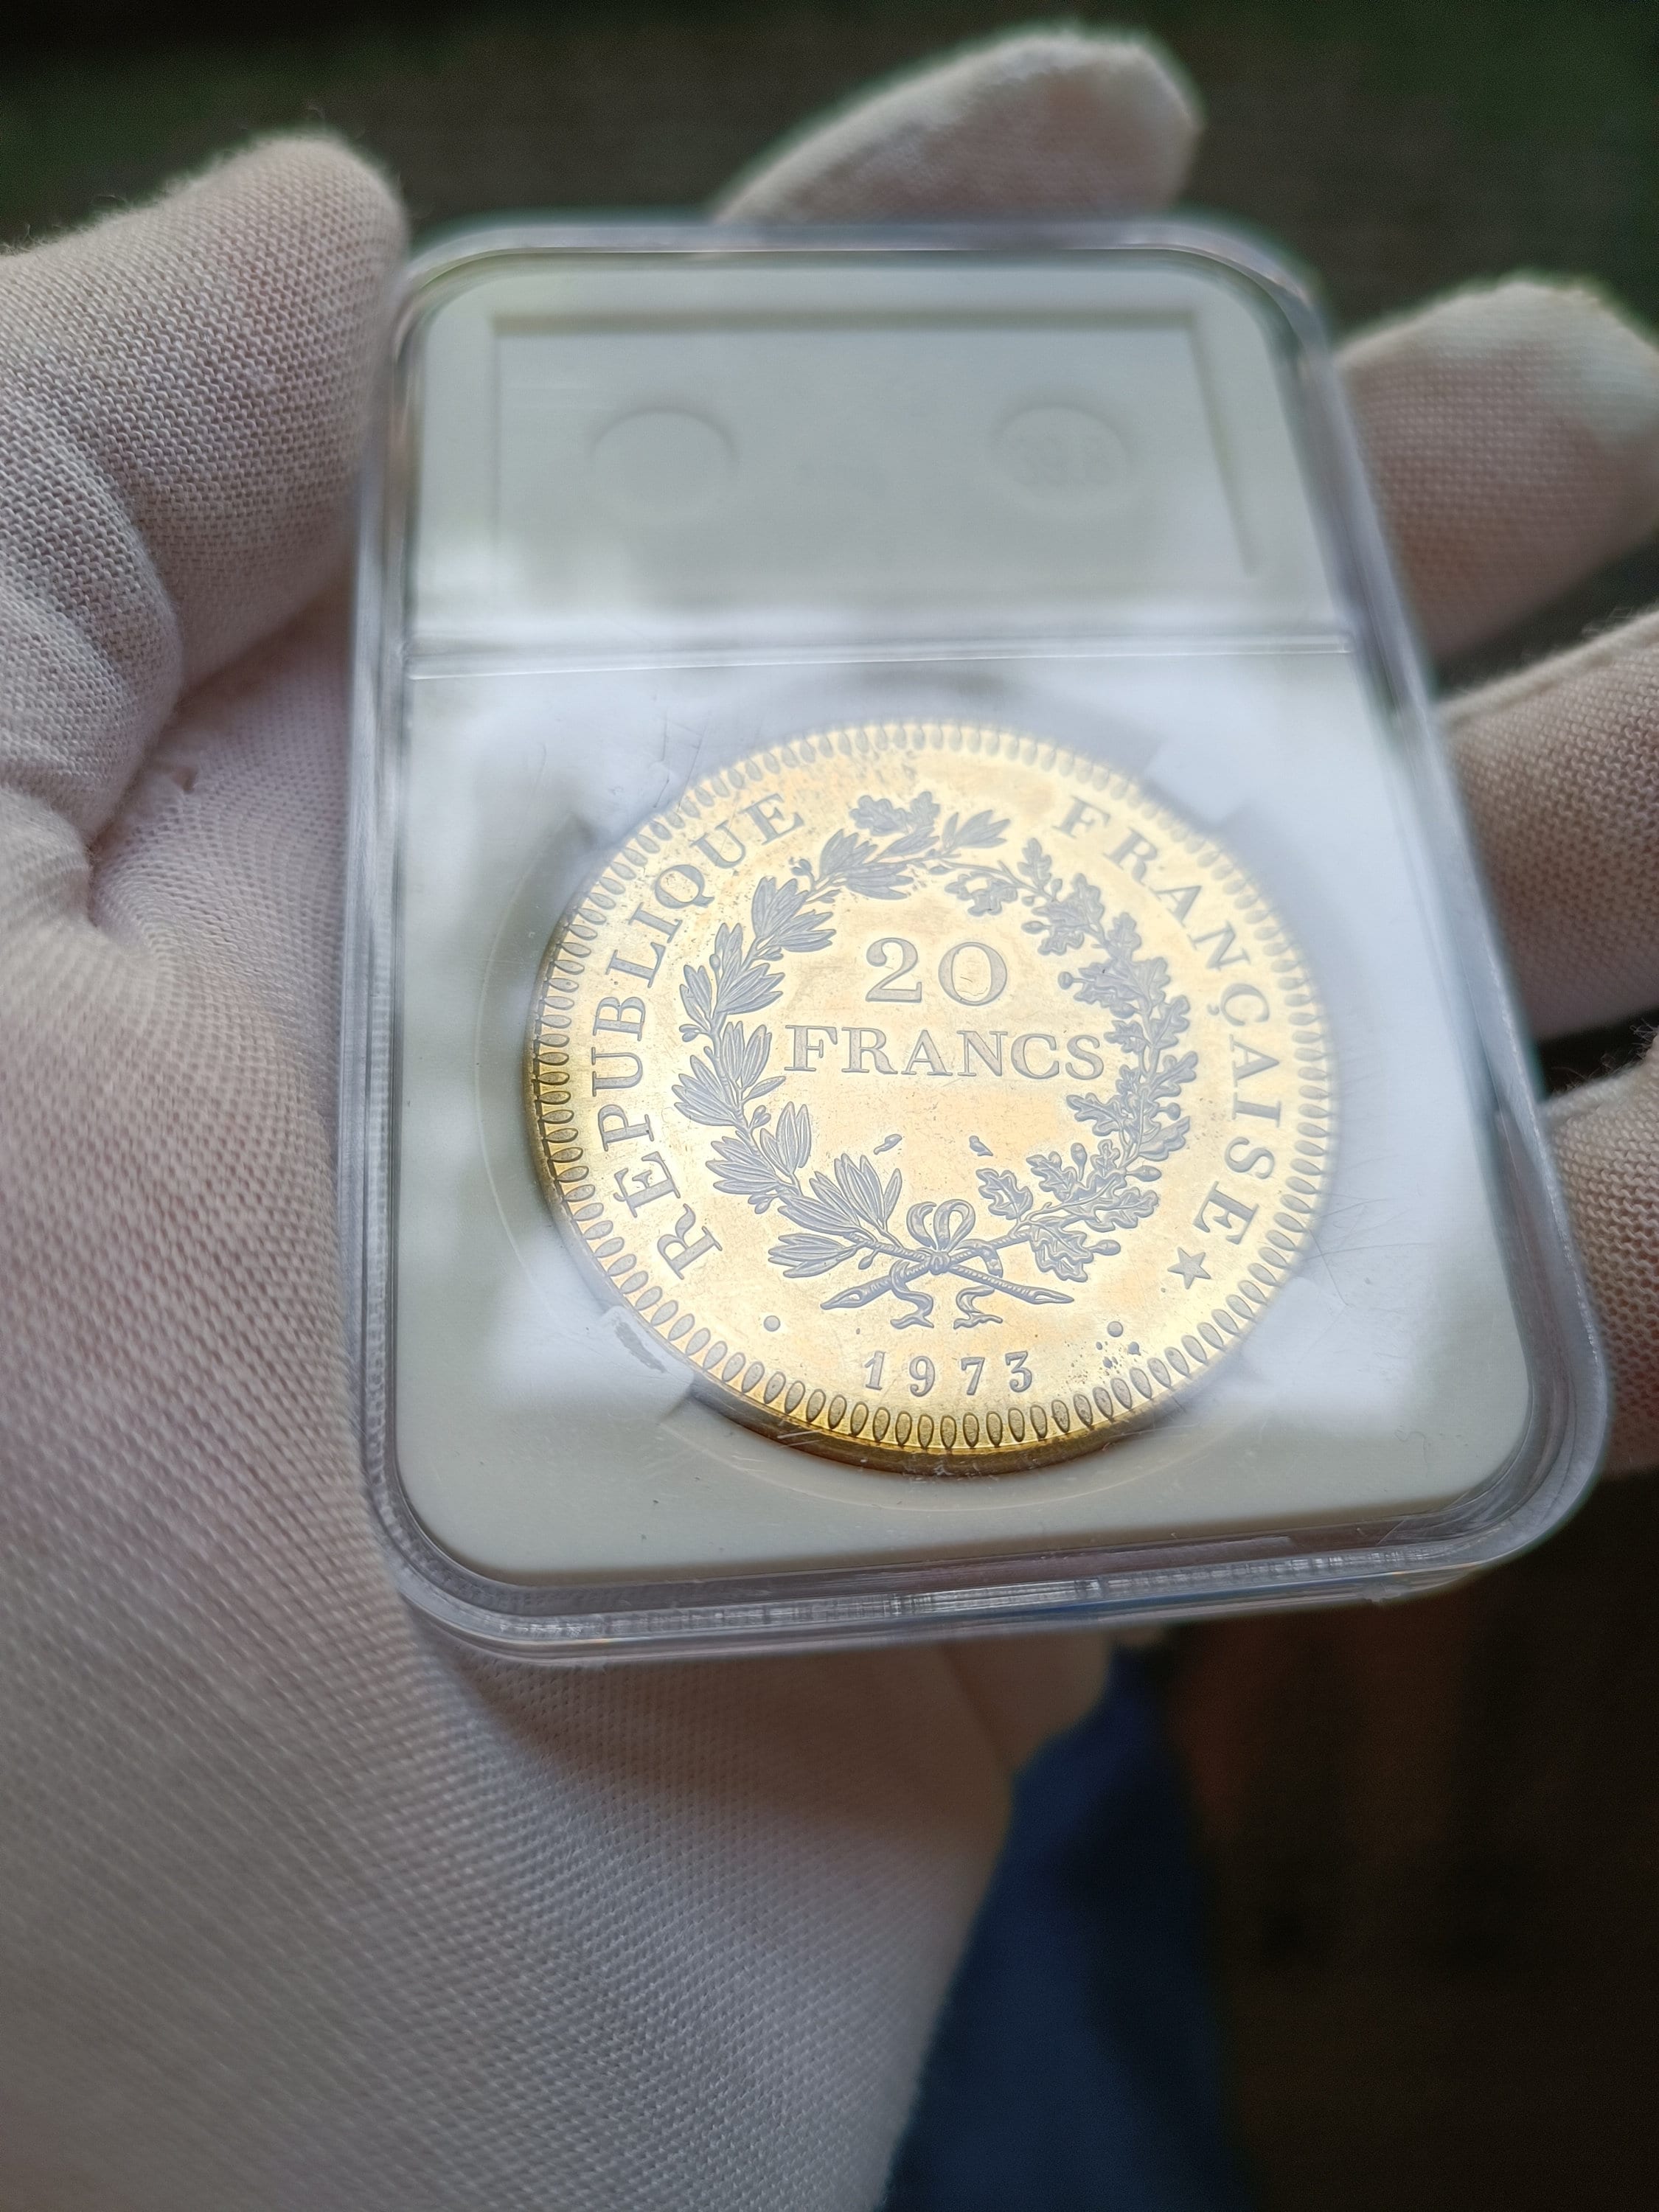 RÉPUBLIQUE FRANÇAISE
20
FRANCS
1973